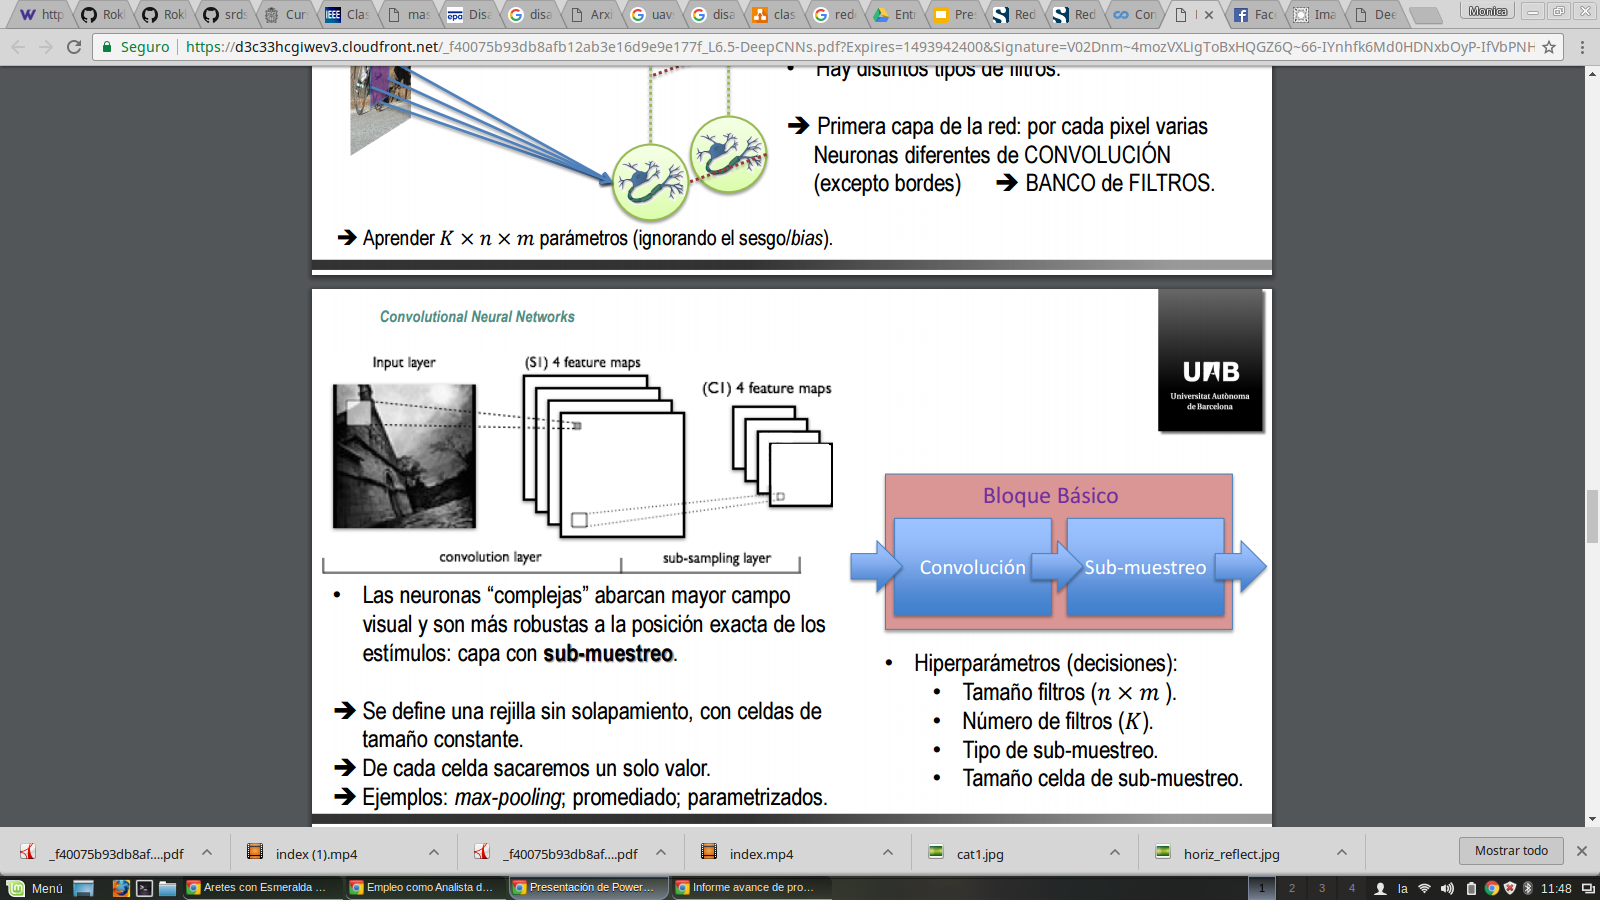 http
Rok
Rok
srds
Curs
Clas
mas
Disa
disa
Arxi
uavs
disa
clas
rede
Entr
Pres
Red
Red
Con
Face
Ima
Dee
Monica
Seguro
https://d3c33hcgiwev3.cloudfront.net/_f40075b93db8afb12ab3e16d9e9e177f_L6.5-DeepCNNs.pdf?Expires=1493942400&Signature=V02Dnm~4mozVXLigToBxHQGZ6Q~66-IYnhfk6Md0HDNxbOyP-IfVbPNH
• Hay distintos tipos de filtros.
➔ Primera capa de la red: por cada pixel varias
Neuronas diferentes de CONVOLUCIÓN
(excepto bordes) ➔ BANCO de FILTROS.
➔ Aprender K × n × m parámetros (ignorando el sesgo/bias).
Convolutional Neural Networks
UAB
Universitat Autònoma
de Barcelona
Input layer
(S1) 4 feature maps
(C1) 4 feature maps
convolution layer
sub-sampling layer
Bloque Básico
Convolución
Sub-muestreo
• Las neuronas “complejas” abarcan mayor campo
visual y son más robustas a la posición exacta de los
estímulos: capa con sub-muestreo.
➔ Se define una rejilla sin solapamiento, con celdas de
tamaño constante.
➔ De cada celda sacaremos un solo valor.
➔ Ejemplos: max-pooling; promediado; parametrizados.
• Hiperparámetros (decisiones):
• Tamaño filtros (n × m ).
• Número de filtros (K).
• Tipo de sub-muestreo.
• Tamaño celda de sub-muestreo.
_f40075b93db8af....pdf
index (1).mp4
_f40075b93db8af....pdf
index.mp4
cat1.jpg
horiz_reflect.jpg
Mostrar todo
Menú
Aretes con Esmeralda ...
Empleo como Analista d...
Presentación de Power...
Informe avance de pro...
1 2 3 4
la
11:48